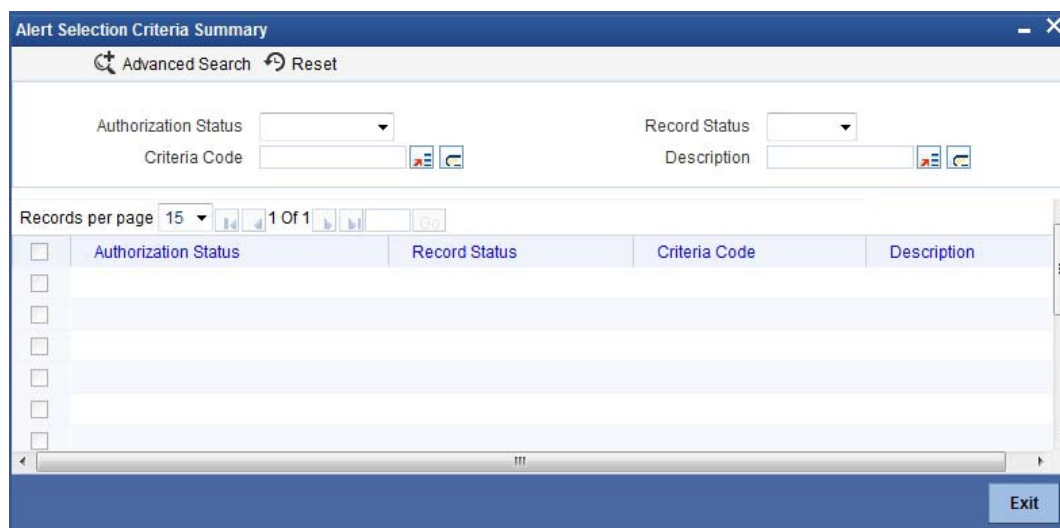 Alert Selection Criteria Summary
Advanced Search Reset
Authorization Status Record Status
Criteria Code Description
Records per page 15 1 Of 1 Go
Authorization Status Record Status Criteria Code Description
Exit